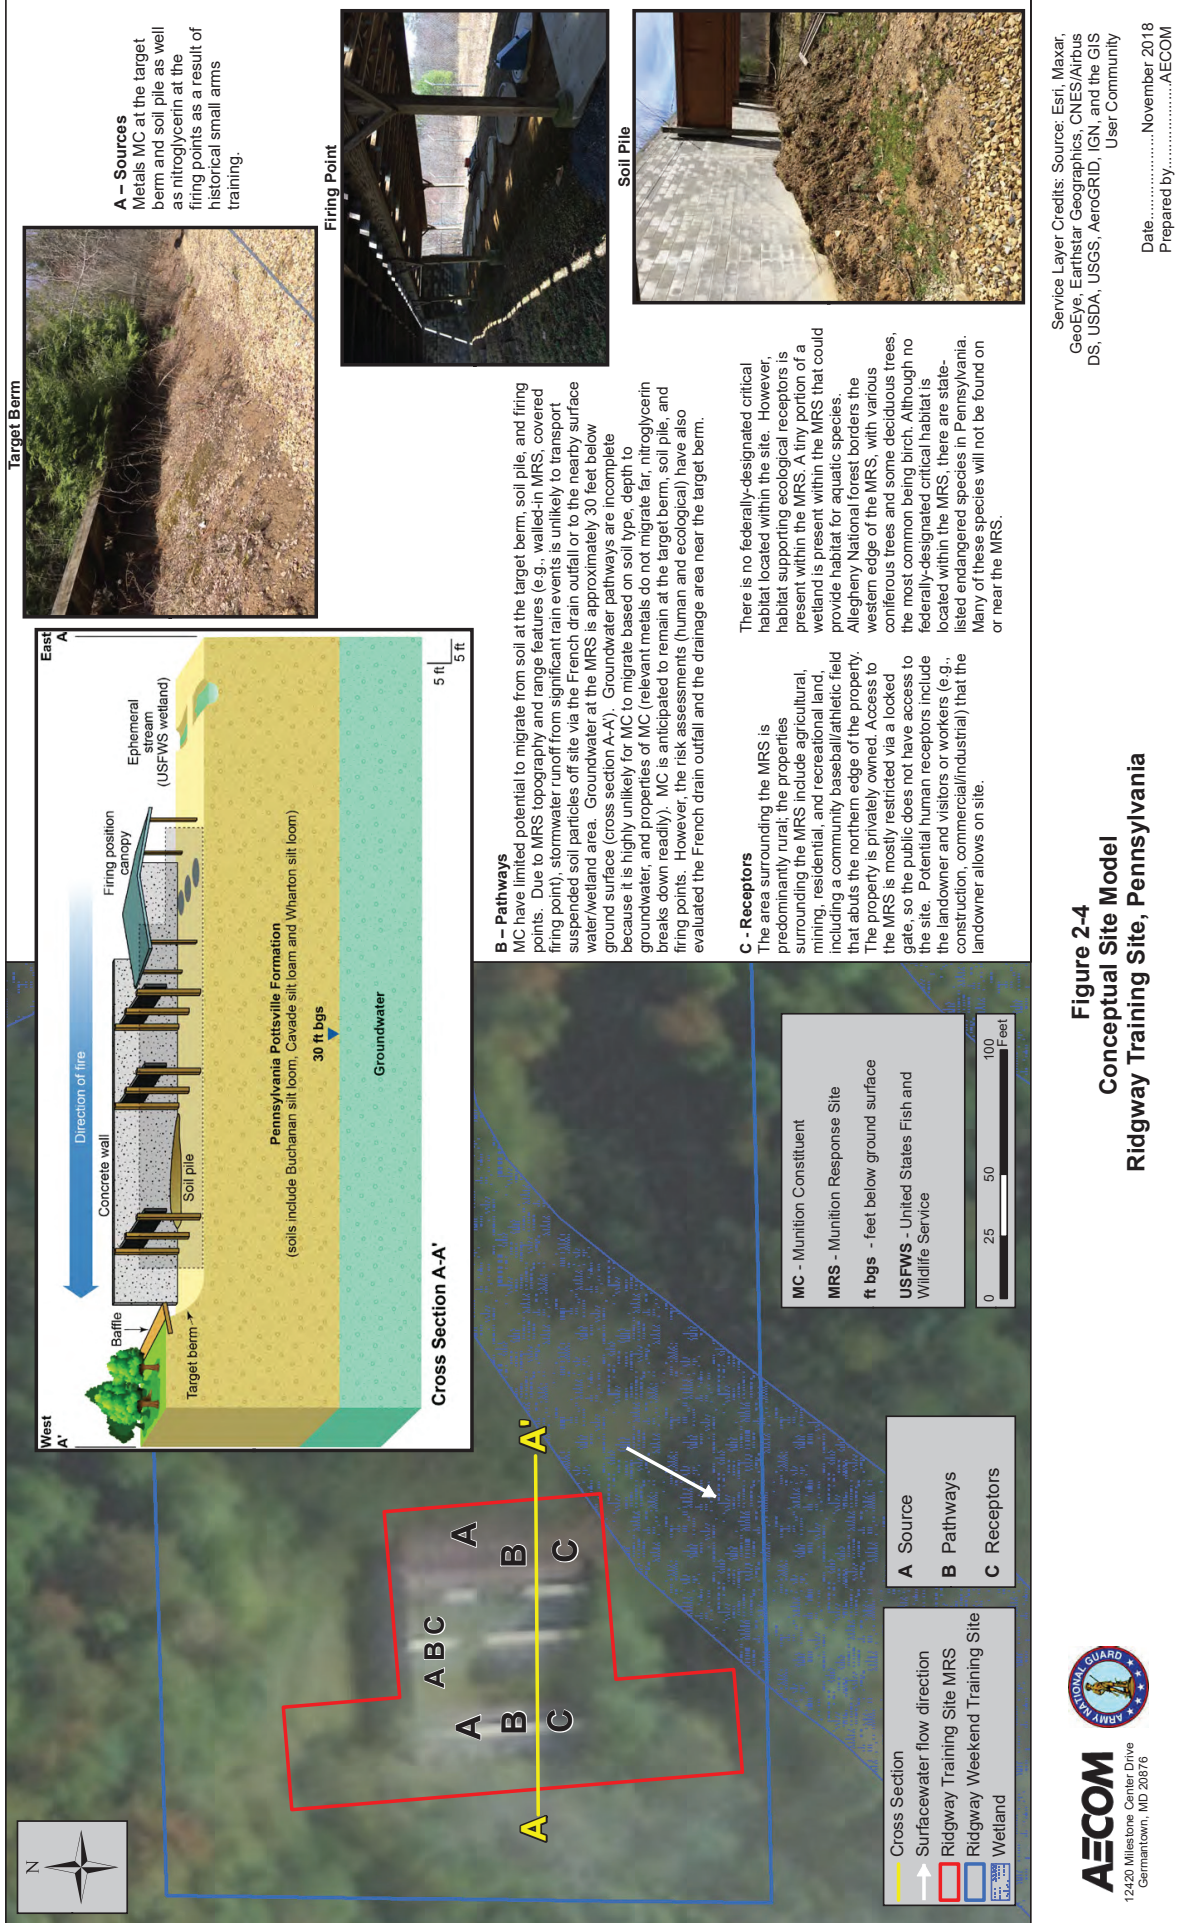 Target Berm
A – Sources
Metals MC at the target
berm and soil pile as well
as nitroglycerin at the
firing points as a result of
historical small arms
training.
Firing Point
Soil Pile
West
A'
East
A
Direction of fire
Baffle
Concrete wall
Firing position
canopy
Ephemeral
stream
(USFWS wetland)
Target berm
Soil pile
Pennsylvania Pottsville Formation
(soils include Buchanan silt loom, Cavade silt loam and Wharton silt loom)
30 ft bgs
Groundwater
5 ft
5 ft
Cross Section A-A'
B – Pathways
MC have limited potential to migrate from soil at the target berm, soil pile, and firing
points. Due to MRS topography and range features (e.g., walled-in MRS, covered
firing point), stormwater runoff from significant rain events is unlikely to transport
suspended soil particles off site via the French drain outfall or to the nearby surface
water/wetland area. Groundwater at the MRS is approximately 30 feet below
ground surface (cross section A-A'). Groundwater pathways are incomplete
because it is highly unlikely for MC to migrate based on soil type, depth to
groundwater, and properties of MC (relevant metals do not migrate far, nitroglycerin
breaks down readily). MC is anticipated to remain at the target berm, soil pile, and
firing points. However, the risk assessments (human and ecological) have also
evaluated the French drain outfall and the drainage area near the target berm.
C - Receptors
The area surrounding the MRS is
predominantly rural; the properties
surrounding the MRS include agricultural,
mining, residential, and recreational land,
including a community baseball/athletic field
that abuts the northern edge of the property.
The property is privately owned. Access to
the MRS is mostly restricted via a locked
gate, so the public does not have access to
the site. Potential human receptors include
the landowner and visitors or workers (e.g.,
construction, commercial/industrial) that the
landowner allows on site.
There is no federally-designated critical
habitat located within the site. However,
habitat supporting ecological receptors is
present within the MRS. A tiny portion of a
wetland is present within the MRS that could
provide habitat for aquatic species.
Allegheny National forest borders the
western edge of the MRS, with various
coniferous trees and some deciduous trees,
the most common being birch. Although no
federally-designated critical habitat is
located within the MRS, there are state-
listed endangered species in Pennsylvania.
Many of these species will not be found on
or near the MRS.
N
A
A'
A
B
C
A B C
A
B
C
MC - Munition Constituent
MRS - Munition Response Site
ft bgs - feet below ground surface
USFWS - United States Fish and
Wildlife Service
0 25 50 100
Feet
Cross Section
Surfacewater flow direction
Ridgway Training Site MRS
Ridgway Weekend Training Site
Wetland
A Source
B Pathways
C Receptors
AECOM
12420 Milestone Center Drive
Germantown, MD 20876
ARMY NATIONAL GUARD
Figure 2-4
Conceptual Site Model
Ridgway Training Site, Pennsylvania
Service Layer Credits: Source: Esri, Maxar,
GeoEye, Earthstar Geographics, CNES/Airbus
DS, USDA, USGS, AeroGRID, IGN, and the GIS
User Community
Date.....................November 2018
Prepared by.....................AECOM